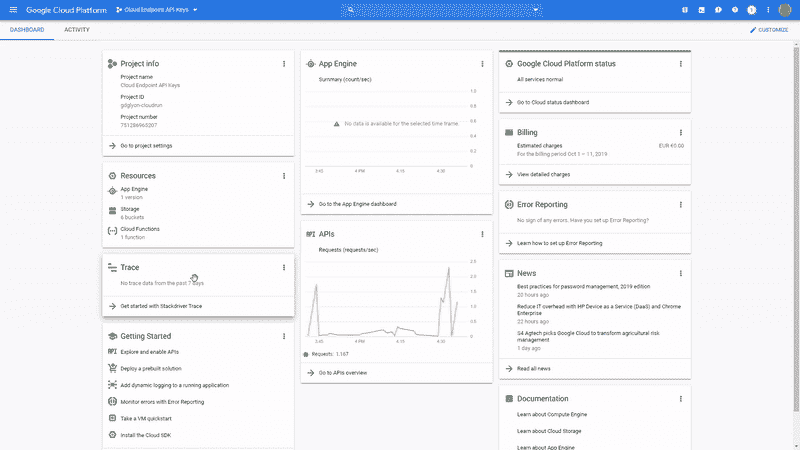 Google Cloud Platform
Cloud Endpoint API Keys
DASHBOARD
ACTIVITY
CUSTOMIZE
Project info
Project name
Cloud Endpoint API Keys
Project ID
gdglyon-cloudrun
Project number
751286965207
Go to project settings
Resources
App Engine
1 version
Storage
6 buckets
Cloud Functions
1 function
Trace
No trace data from the past 7 days
Get started with Stackdriver Trace
Getting Started
API
Explore and enable APIs
Deploy a prebuilt solution
Add dynamic logging to a running application
Monitor errors with Error Reporting
Take a VM quickstart
Install the Cloud SDK
App Engine
Summary (count/sec)
1.0
0.8
No data is available for the selected time frame.
0.6
0.4
0.2
0
3:45
4 PM
4:15
4:30
Go to the App Engine dashboard
API
APIs
Requests (requests/sec)
2.5
2.0
1.5
1.0
0.5
0
3:45
4 PM
4:15
4:30
Requests: 1.167
Go to APIs overview
Google Cloud Platform status
All services normal
Go to Cloud status dashboard
Billing
Estimated charges
EUR €0.00
For the billing period Oct 1 – 11, 2019
View detailed charges
Error Reporting
No sign of any errors. Have you set up Error Reporting?
Learn how to set up Error Reporting
News
Best practices for password management, 2019 edition
20 hours ago
Reduce IT overhead with HP Device as a Service (DaaS) and Chrome
Enterprise
22 hours ago
G4 Agtech picks Google Cloud to transform agricultural risk
management
1 day ago
Read all news
Documentation
Learn about Compute Engine
Learn about Cloud Storage
Learn about App Engine